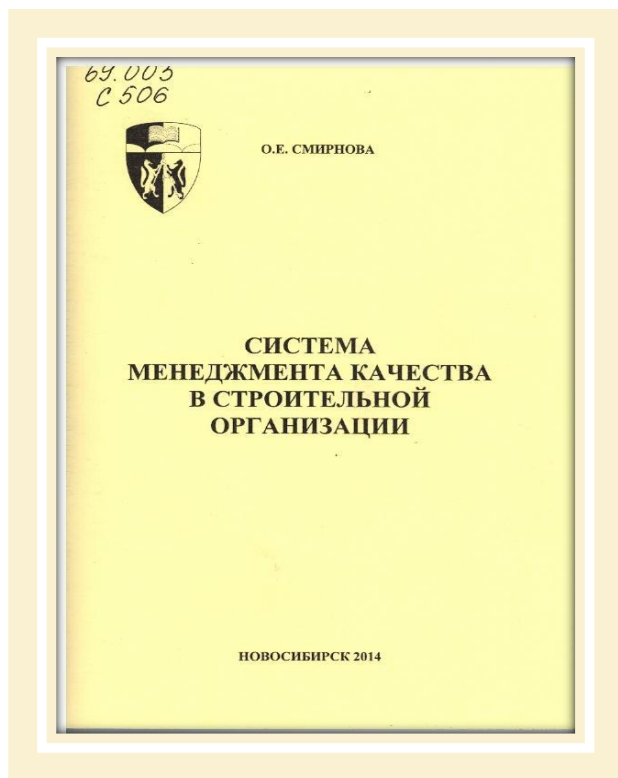 69.003
С 506
О.Е. СМИРНОВА
СИСТЕМА
МЕНЕДЖМЕНТА КАЧЕСТВА
В СТРОИТЕЛЬНОЙ
ОРГАНИЗАЦИИ
НОВОСИБИРСК 2014